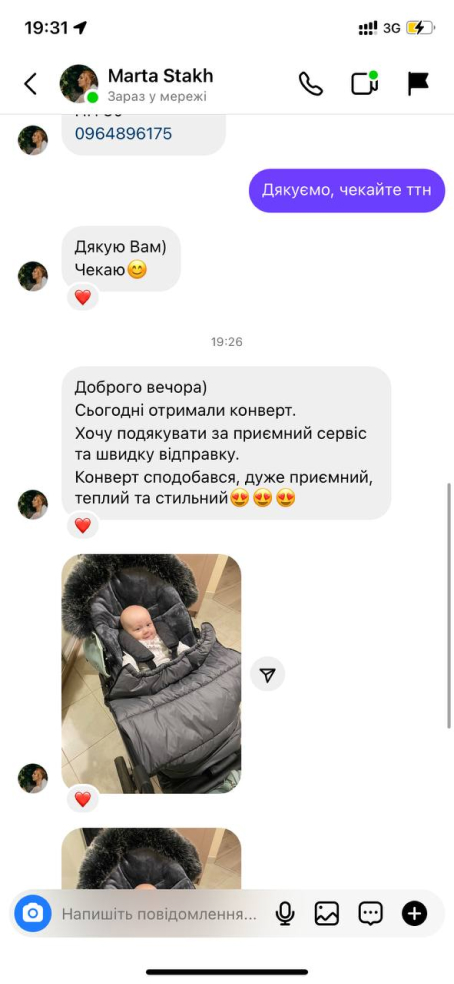 19:31
3G
Marta Stakh
Зараз у мережі
0964896175
Дякуємо, чекайте ттн
Дякую Вам)
Чекаю😊
❤️
19:26
Доброго вечора)
Сьогодні отримали конверт.
Хочу подякувати за приємний сервіс
та швидку відправку.
Конверт сподобався, дуже приємний,
теплий та стильний😍😍😍
❤️
❤️
Напишіть повідомлення...